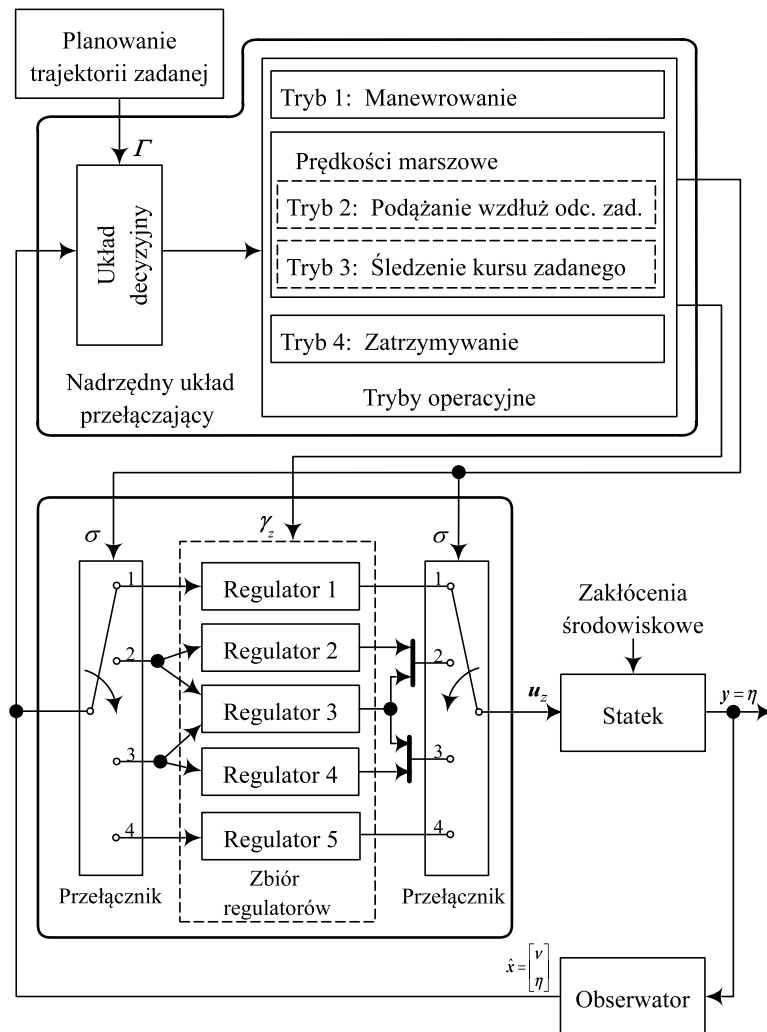 Planowanie
trajektorii zadanej
Γ
Układ
decyzyjny
Tryb 1: Manewrowanie
Prędkości marszowe
Tryb 2: Podążanie wzdłuż odc. zad.
Tryb 3: Śledzenie kursu zadanego
Tryb 4: Zatrzymywanie
Tryby operacyjne
Nadrzędny układ
przełączający
σ
γz
σ
1
Regulator 1
1
2
Regulator 2
2
Regulator 3
3
Regulator 4
3
4
Regulator 5
4
Przełącznik
Zbiór
regulatorów
Przełącznik
Zakłócenia
środowiskowe
uz
Statek
y = η
x̂ = [ν η]
Obserwator